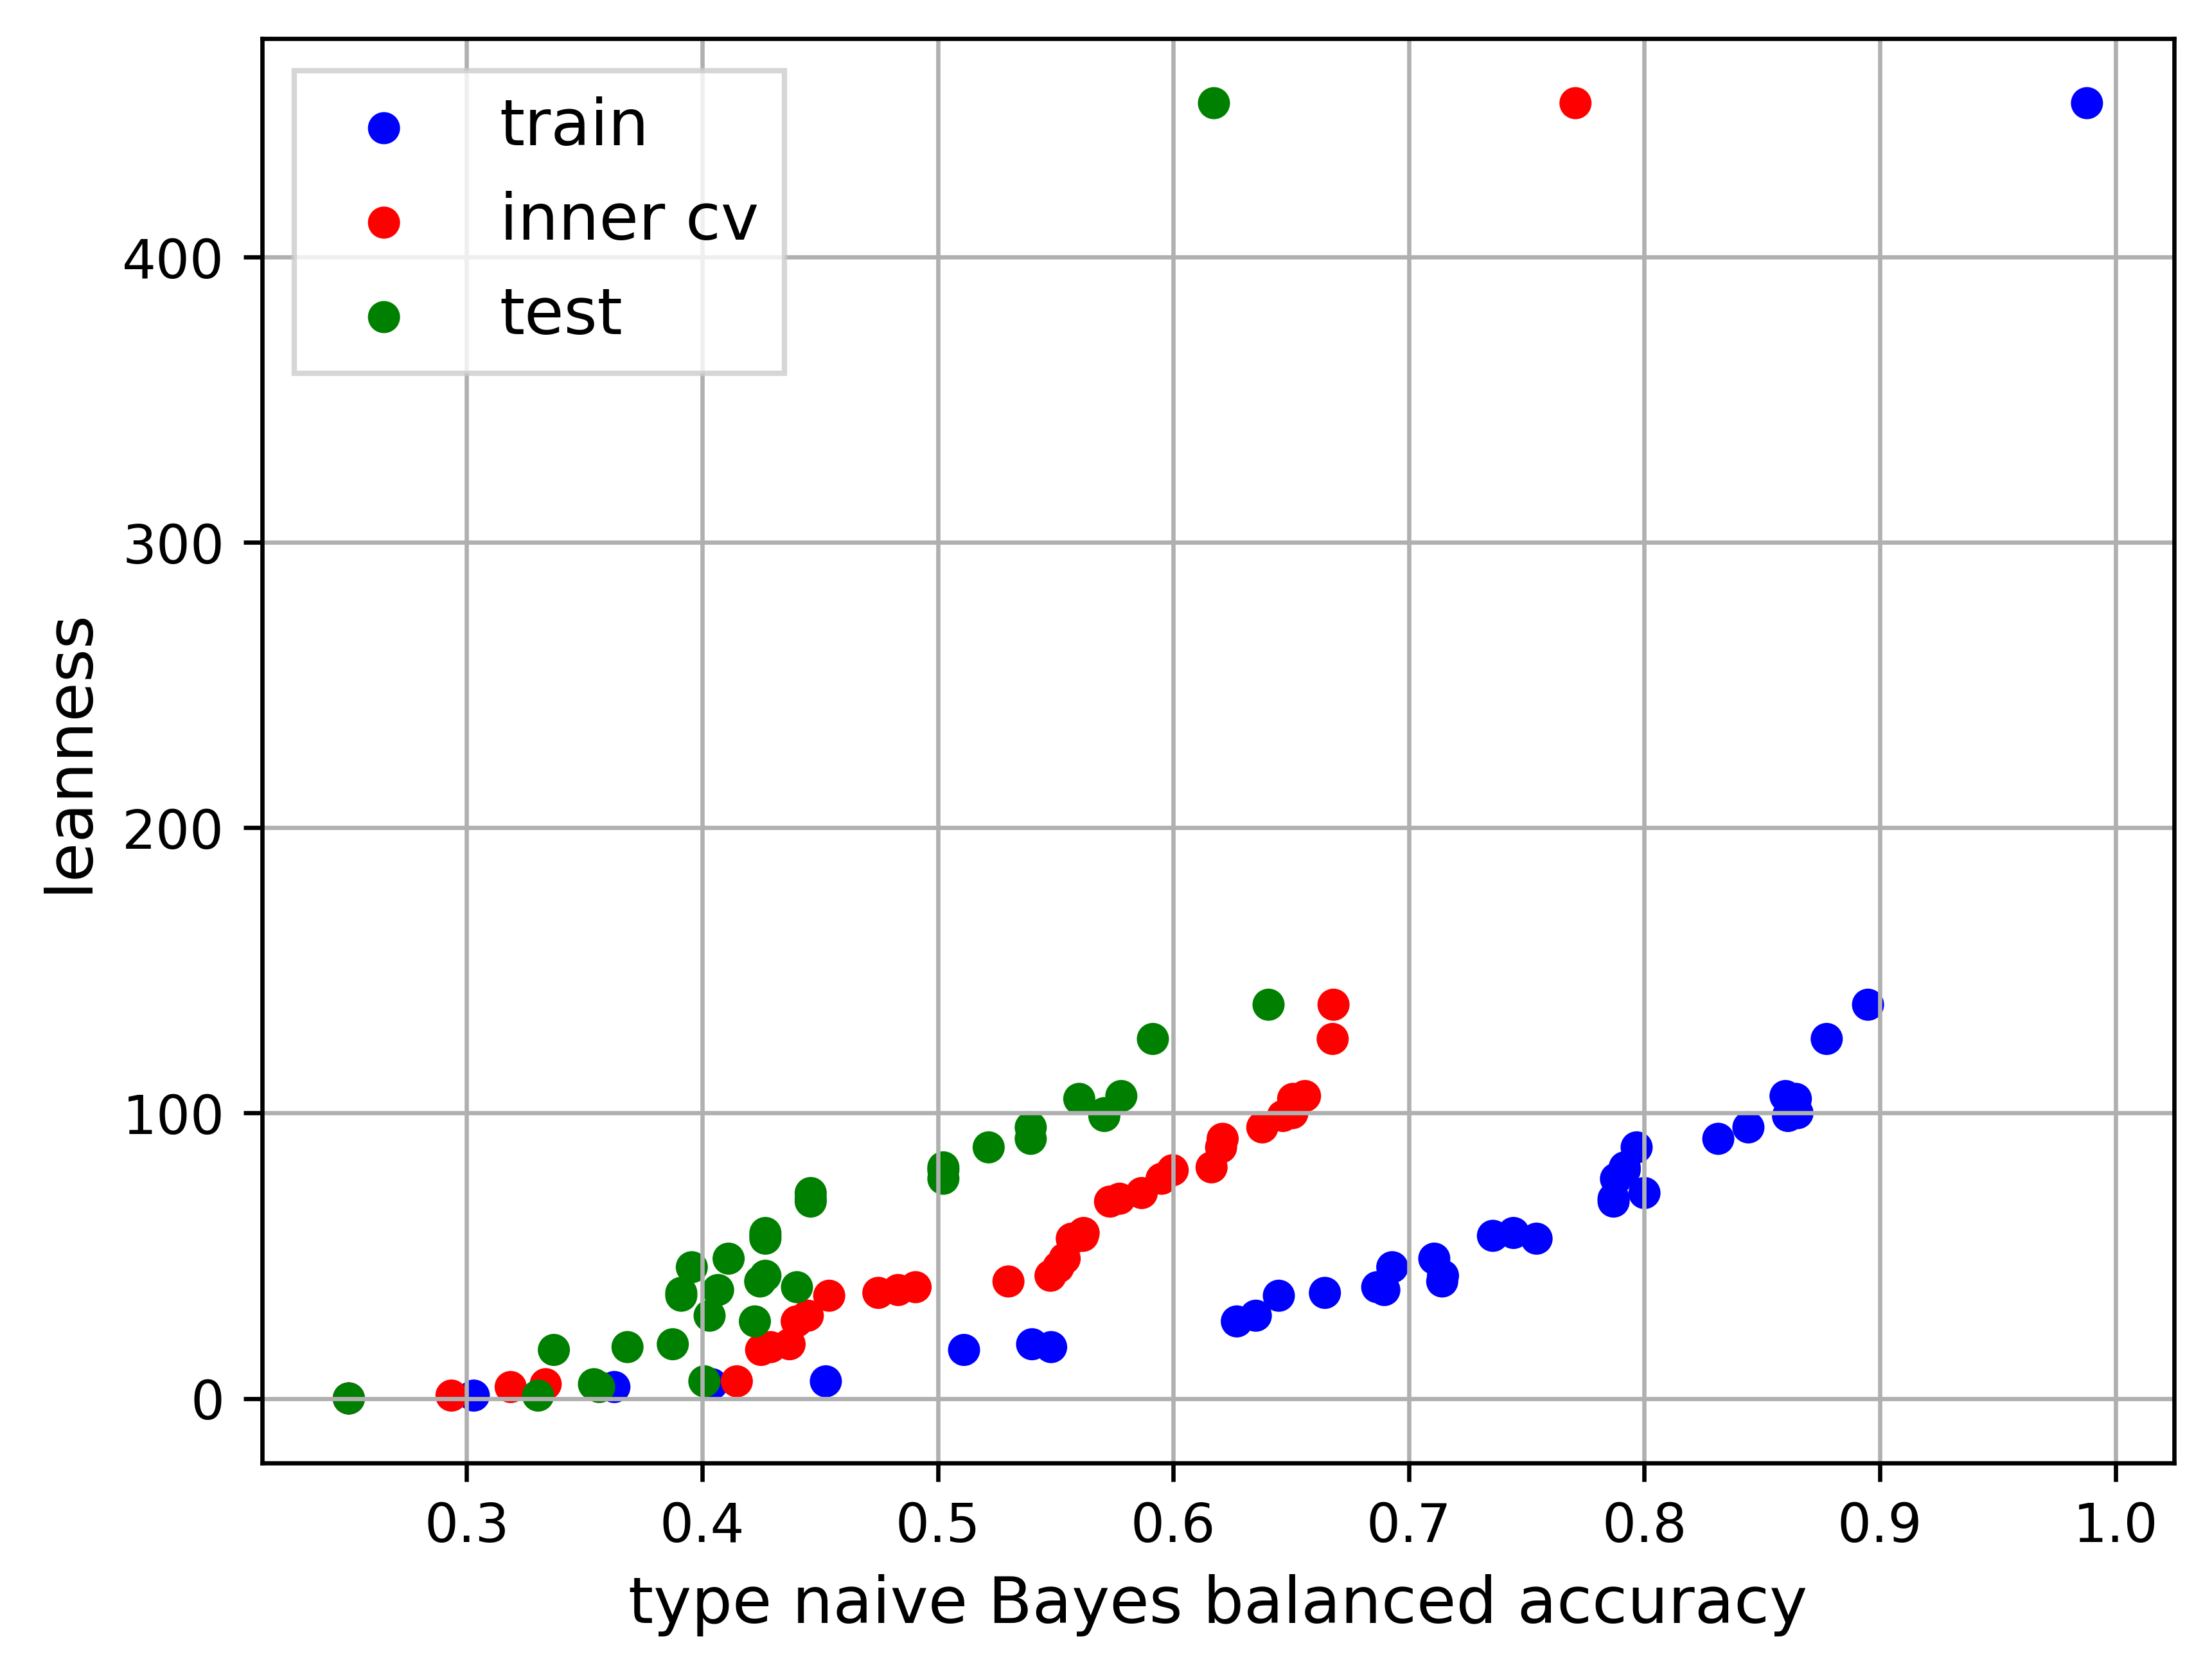 train
inner cv
test
400
300
200
100
0
leanness
0.3 0.4 0.5 0.6 0.7 0.8 0.9 1.0
type naive Bayes balanced accuracy